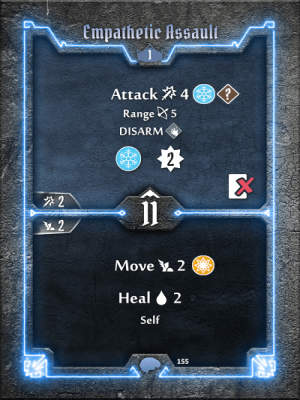 Empathetic Assault
1
Attack 4 ?
Range 5
DISARM
2
2
11
2
Move 2
Heal 2
Self
155